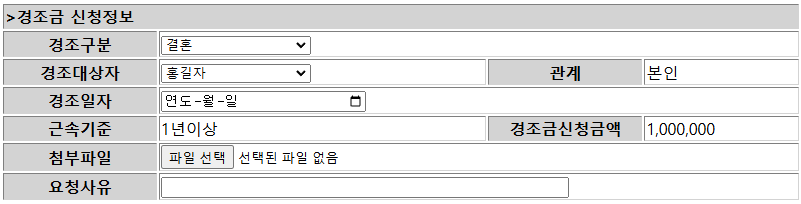 >경조금 신청정보
경조구분 결혼
경조대상자 홍길자 관계 본인
경조일자 연도-월-일
근속기준 1년이상 경조금신청금액 1,000,000
첨부파일 파일 선택 선택된 파일 없음
요청사유